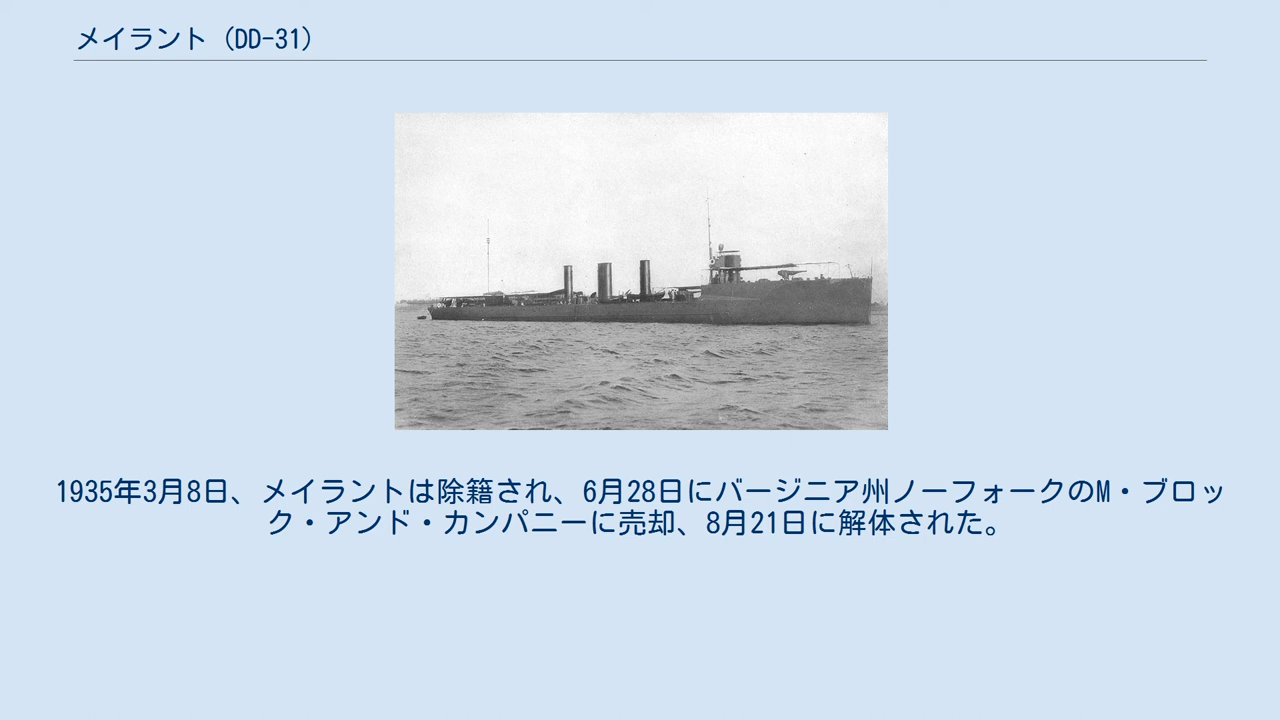 メイラント（DD-31）
1935年3月8日、メイラントは除籍され、6月28日にバージニア州ノーフォークのM・ブロッ
ク・アンド・カンパニーに売却、8月21日に解体された。